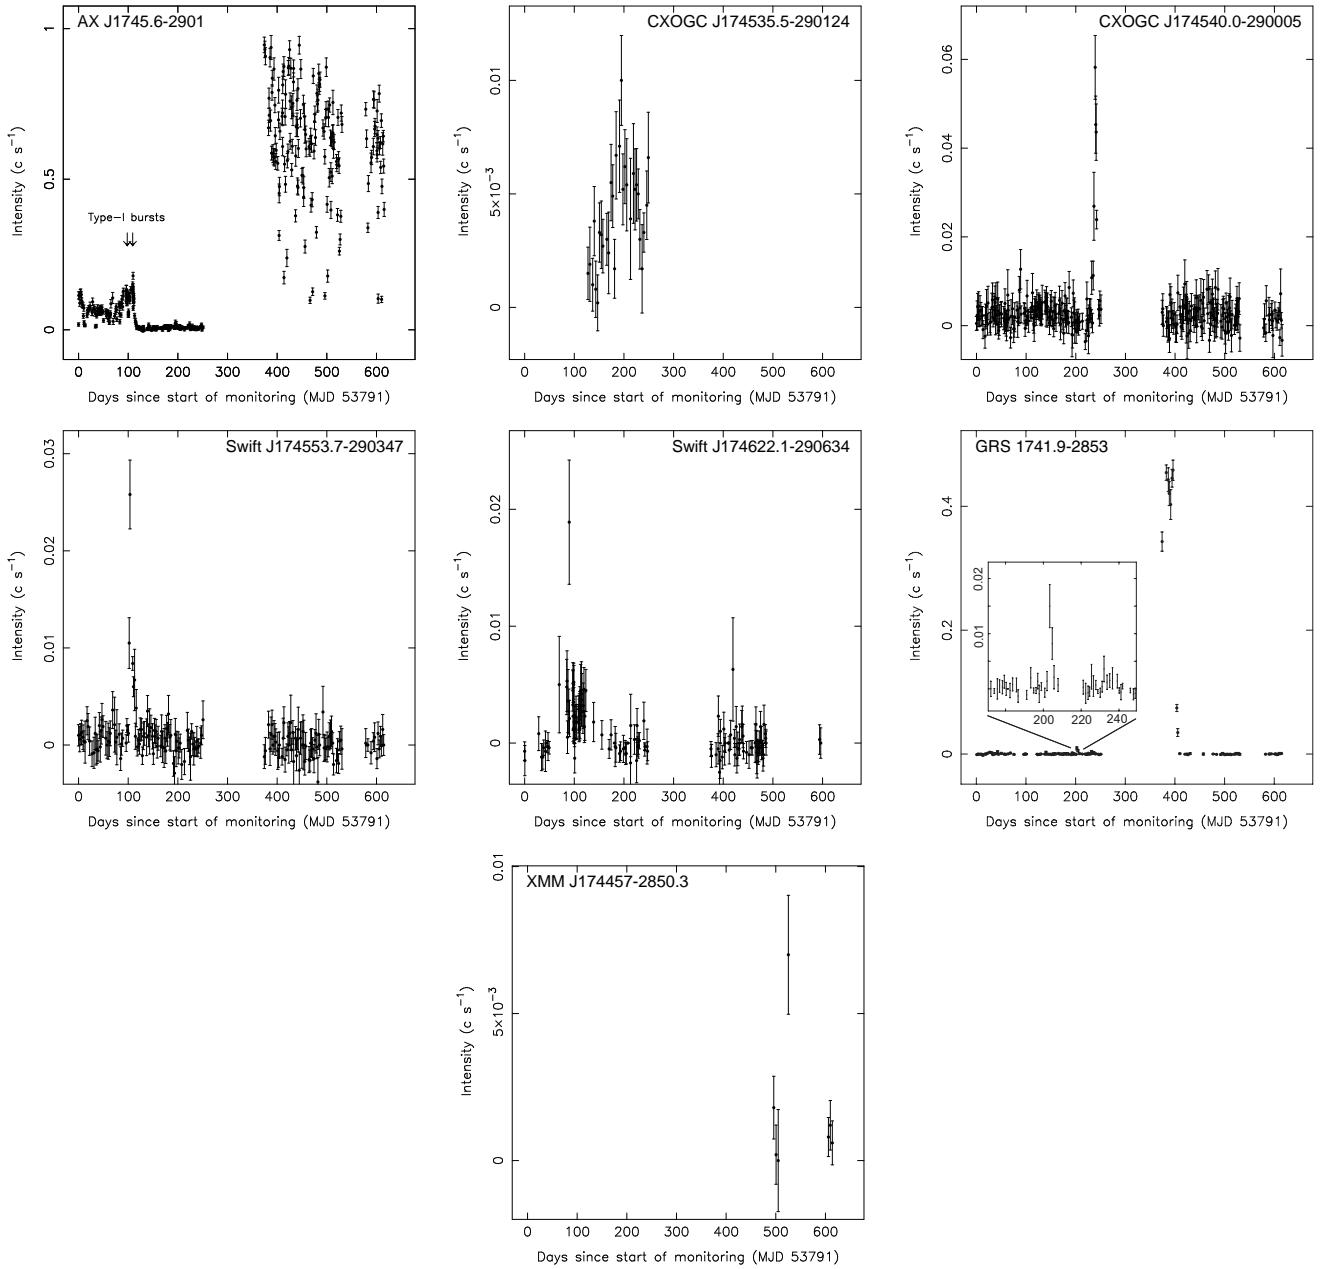 AX J1745.6-2901
Type-I bursts
Intensity (c s⁻¹)
0
0.5
1
0 100 200 300 400 500 600
Days since start of monitoring (MJD 53791)
CXOGC J174535.5-290124
Intensity (c s⁻¹)
0
5×10⁻³
0.01
0 100 200 300 400 500 600
Days since start of monitoring (MJD 53791)
CXOGC J174540.0-290005
Intensity (c s⁻¹)
0
0.02
0.04
0.06
0 100 200 300 400 500 600
Days since start of monitoring (MJD 53791)
Swift J174553.7-290347
Intensity (c s⁻¹)
0
0.01
0.02
0.03
0 100 200 300 400 500 600
Days since start of monitoring (MJD 53791)
Swift J174622.1-290634
Intensity (c s⁻¹)
0
0.01
0.02
0 100 200 300 400 500 600
Days since start of monitoring (MJD 53791)
GRS 1741.9-2853
Intensity (c s⁻¹)
0
0.2
0.4
0.01
0.02
200 220 240
0 100 200 300 400 500 600
Days since start of monitoring (MJD 53791)
XMM J174457-2850.3
Intensity (c s⁻¹)
0
5×10⁻³
0.01
0 100 200 300 400 500 600
Days since start of monitoring (MJD 53791)